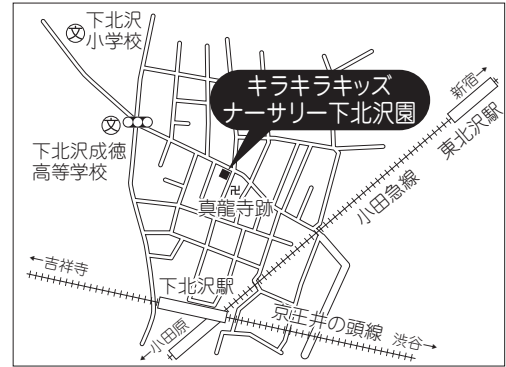 下北沢
小学校
文
キラキラキッズ
ナーサリー下北沢園
新宿→
東北沢駅
文
下北沢成徳
高等学校
卍
真龍寺跡
小田急線
←吉祥寺
下北沢駅
京王井の頭線
渋谷→
←小田原